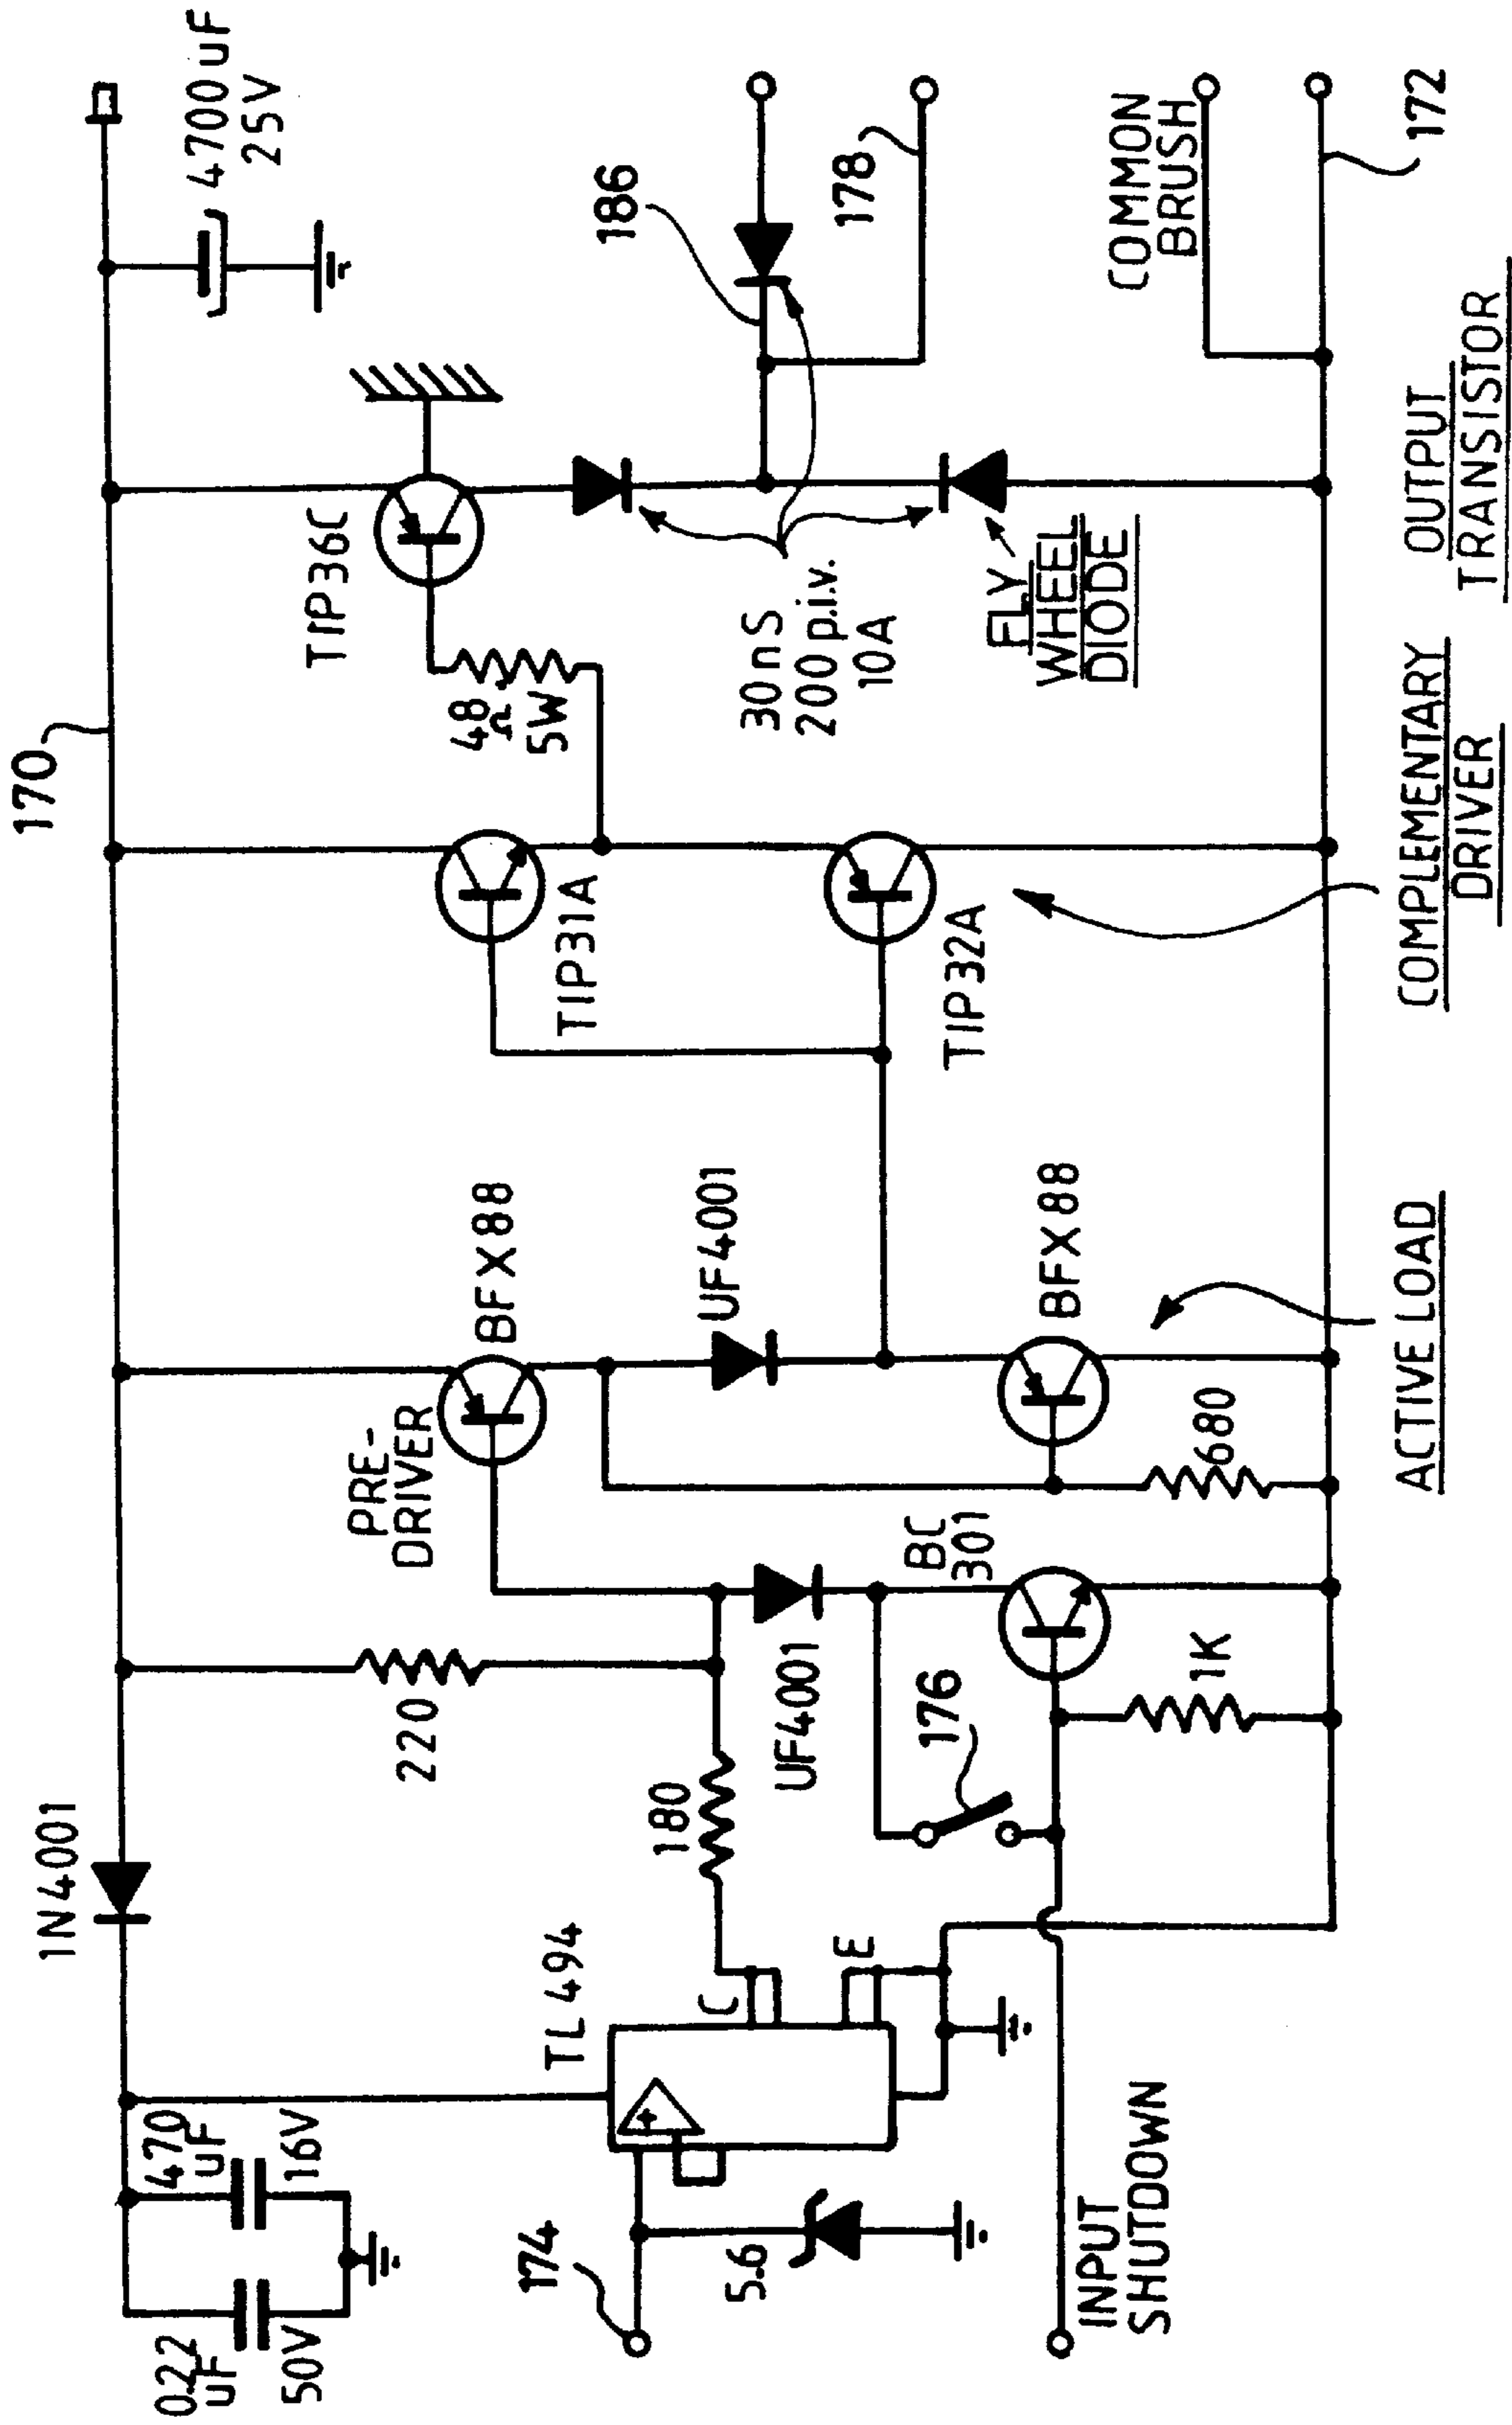 170
4700 uF
25V
1N4001
0.22
uF
50V
470
uF
16V
220
PRE-
DRIVER
BFX88
TIP31A
TIP36C
48
Ω
5W
TL494
C
E
180
UF4001
UF4001
30nS
200 p.i.v.
10A
186
178
174
5.6
176
BC
301
1K
680
BFX88
TIP32A
FLY
WHEEL
DIODE
COMMON
BRUSH
172
INPUT
SHUTDOWN
ACTIVE LOAD
COMPLEMENTARY
DRIVER
OUTPUT
TRANSISTOR